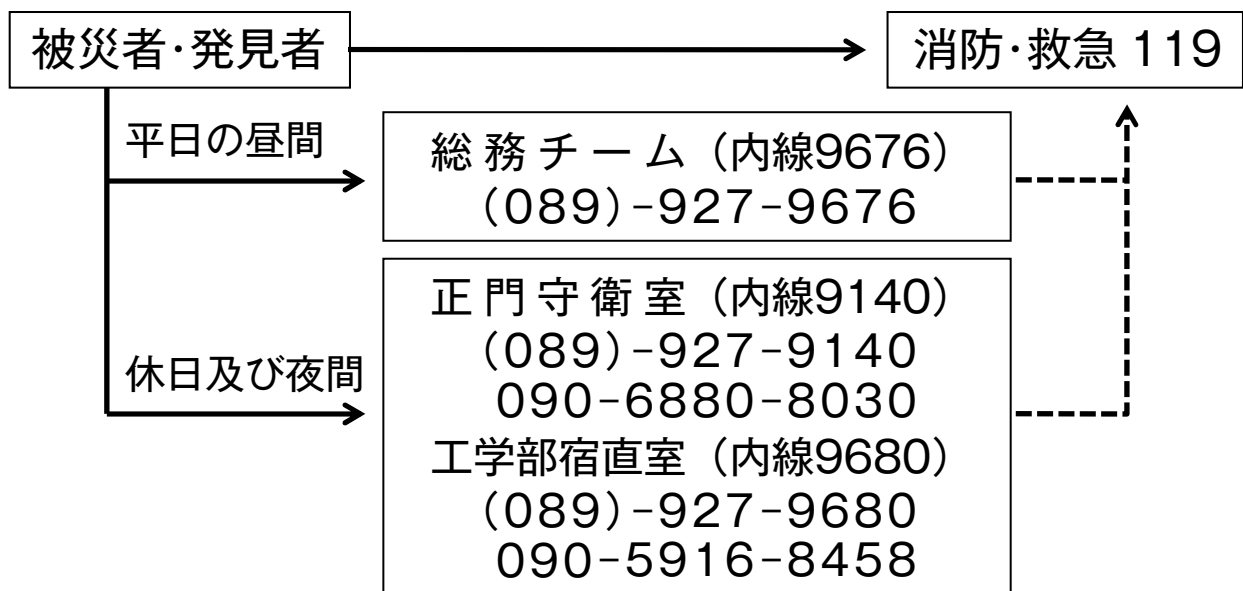 被災者・発見者
消防・救急 119
平日の昼間
総務チーム（内線9676）
(089)-927-9676
休日及び夜間
正門守衛室（内線9140）
(089)-927-9140
090-6880-8030
工学部宿直室（内線9680）
(089)-927-9680
090-5916-8458